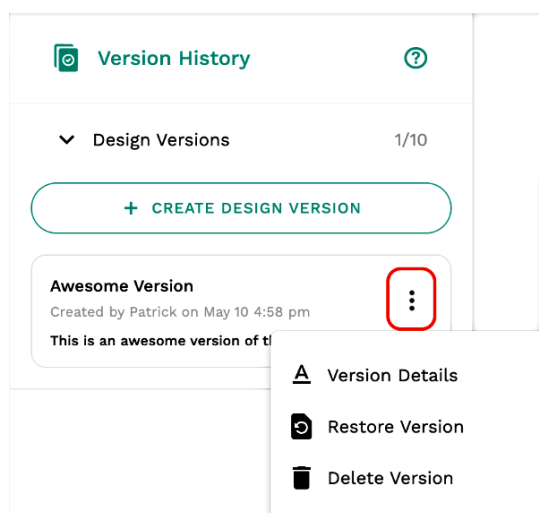 Version History
Design Versions 1/10
+ CREATE DESIGN VERSION
Awesome Version
Created by Patrick on May 10 4:58 pm
This is an awesome version of
Version Details
Restore Version
Delete Version